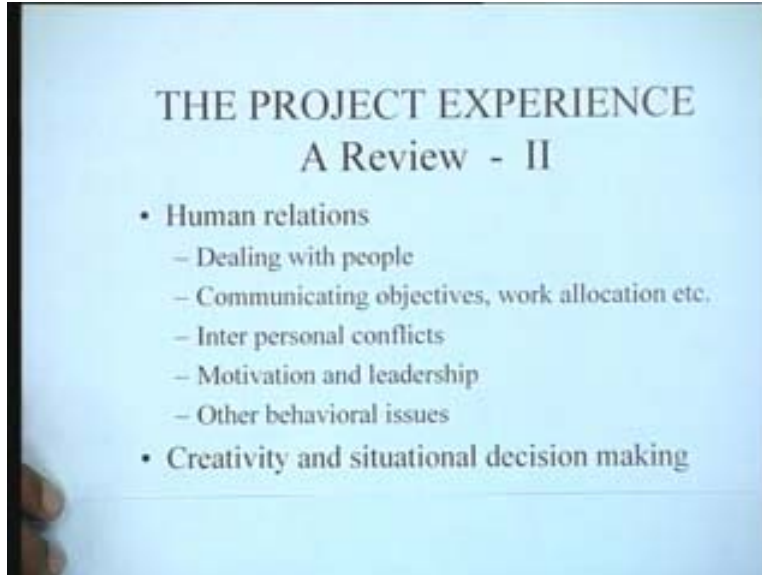 THE PROJECT EXPERIENCE
A Review - II
• Human relations
– Dealing with people
– Communicating objectives, work allocation etc.
– Inter personal conflicts
– Motivation and leadership
– Other behavioral issues
• Creativity and situational decision making